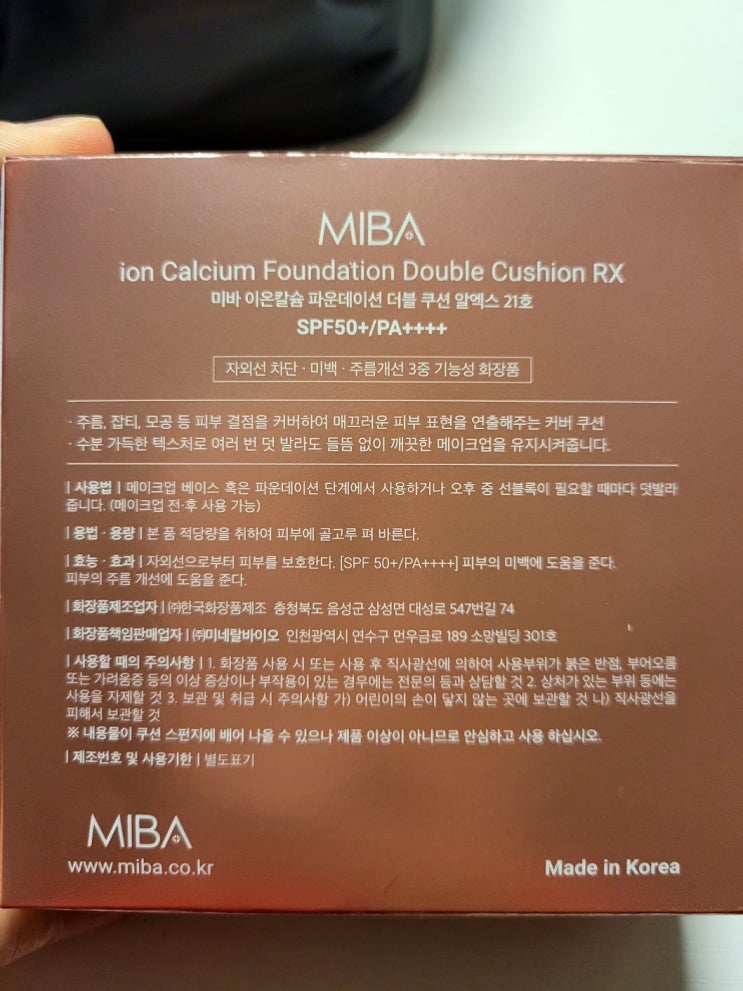 MIBA
ion Calcium Foundation Double Cushion RX
미바 이온칼슘 파운데이션 더블 쿠션 알엑스 21호
SPF50+/PA++++
자외선 차단 · 미백 · 주름개선 3중 기능성 화장품
· 주름, 잡티, 모공 등 피부 결점을 커버하여 매끄러운 피부 표현을 연출해주는 커버 쿠션
· 수분 가득한 텍스처로 여러 번 덧 발라도 들뜸 없이 깨끗한 메이크업을 유지시켜줍니다.
| 사용법 | 메이크업 베이스 혹은 파운데이션 단계에서 사용하거나 오후 중 선블록이 필요할 때마다 덧발라
줍니다. (메이크업 전·후 사용 가능)
| 용법 · 용량 | 본 품 적당량을 취하여 피부에 골고루 펴 바른다.
| 효능 · 효과 | 자외선으로부터 피부를 보호한다. [SPF 50+/PA++++] 피부의 미백에 도움을 준다.
피부의 주름 개선에 도움을 준다.
| 화장품제조업자 | ㈜한국화장품제조 충청북도 음성군 삼성면 대성로 547번길 74
| 화장품책임판매업자 | ㈜미네랄바이오 인천광역시 연수구 먼우금로 189 소망빌딩 301호
| 사용할 때의 주의사항 | 1. 화장품 사용 시 또는 사용 후 직사광선에 의하여 사용부위가 붉은 반점, 부어오름
또는 가려움증 등의 이상 증상이나 부작용이 있는 경우에는 전문의 등과 상담할 것 2. 상처가 있는 부위 등에는
사용을 자제할 것 3. 보관 및 취급 시 주의사항 가) 어린이의 손이 닿지 않는 곳에 보관할 것 나) 직사광선을
피해서 보관할 것
※ 내용물이 쿠션 스펀지에 배어 나올 수 있으나 제품 이상이 아니므로 안심하고 사용 하십시오.
| 제조번호 및 사용기한 | 별도표기
MIBA
www.miba.co.kr
Made in Korea